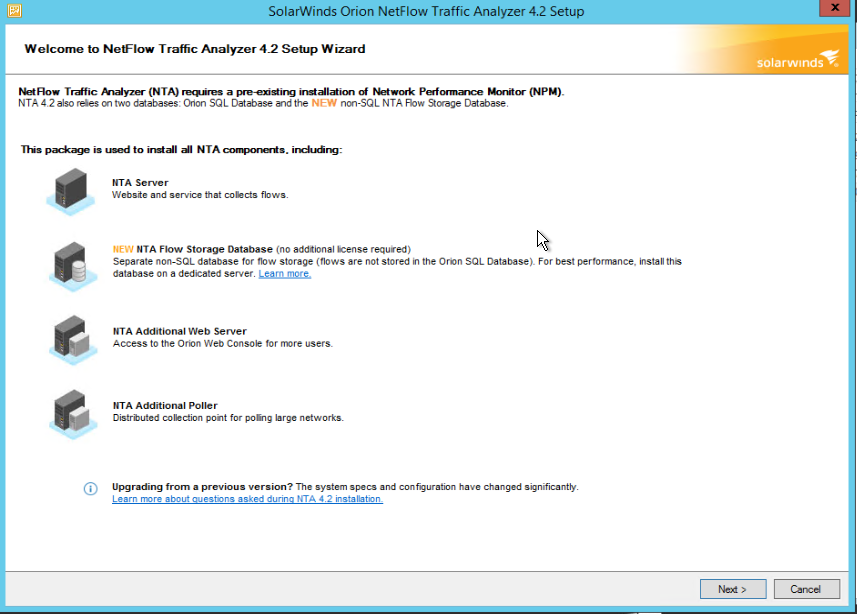 SolarWinds Orion NetFlow Traffic Analyzer 4.2 Setup
x
Welcome to NetFlow Traffic Analyzer 4.2 Setup Wizard
solarwinds
NetFlow Traffic Analyzer (NTA) requires a pre-existing installation of Network Performance Monitor (NPM).
NTA 4.2 also relies on two databases: Orion SQL Database and the NEW non-SQL NTA Flow Storage Database.
This package is used to install all NTA components, including:
NTA Server
Website and service that collects flows.
NEW NTA Flow Storage Database (no additional license required)
Separate non-SQL database for flow storage (flows are not stored in the Orion SQL Database). For best performance, install this
database on a dedicated server. Learn more.
NTA Additional Web Server
Access to the Orion Web Console for more users.
NTA Additional Poller
Distributed collection point for polling large networks.
Upgrading from a previous version? The system specs and configuration have changed significantly.
Learn more about questions asked during NTA 4.2 installation.
Next >
Cancel